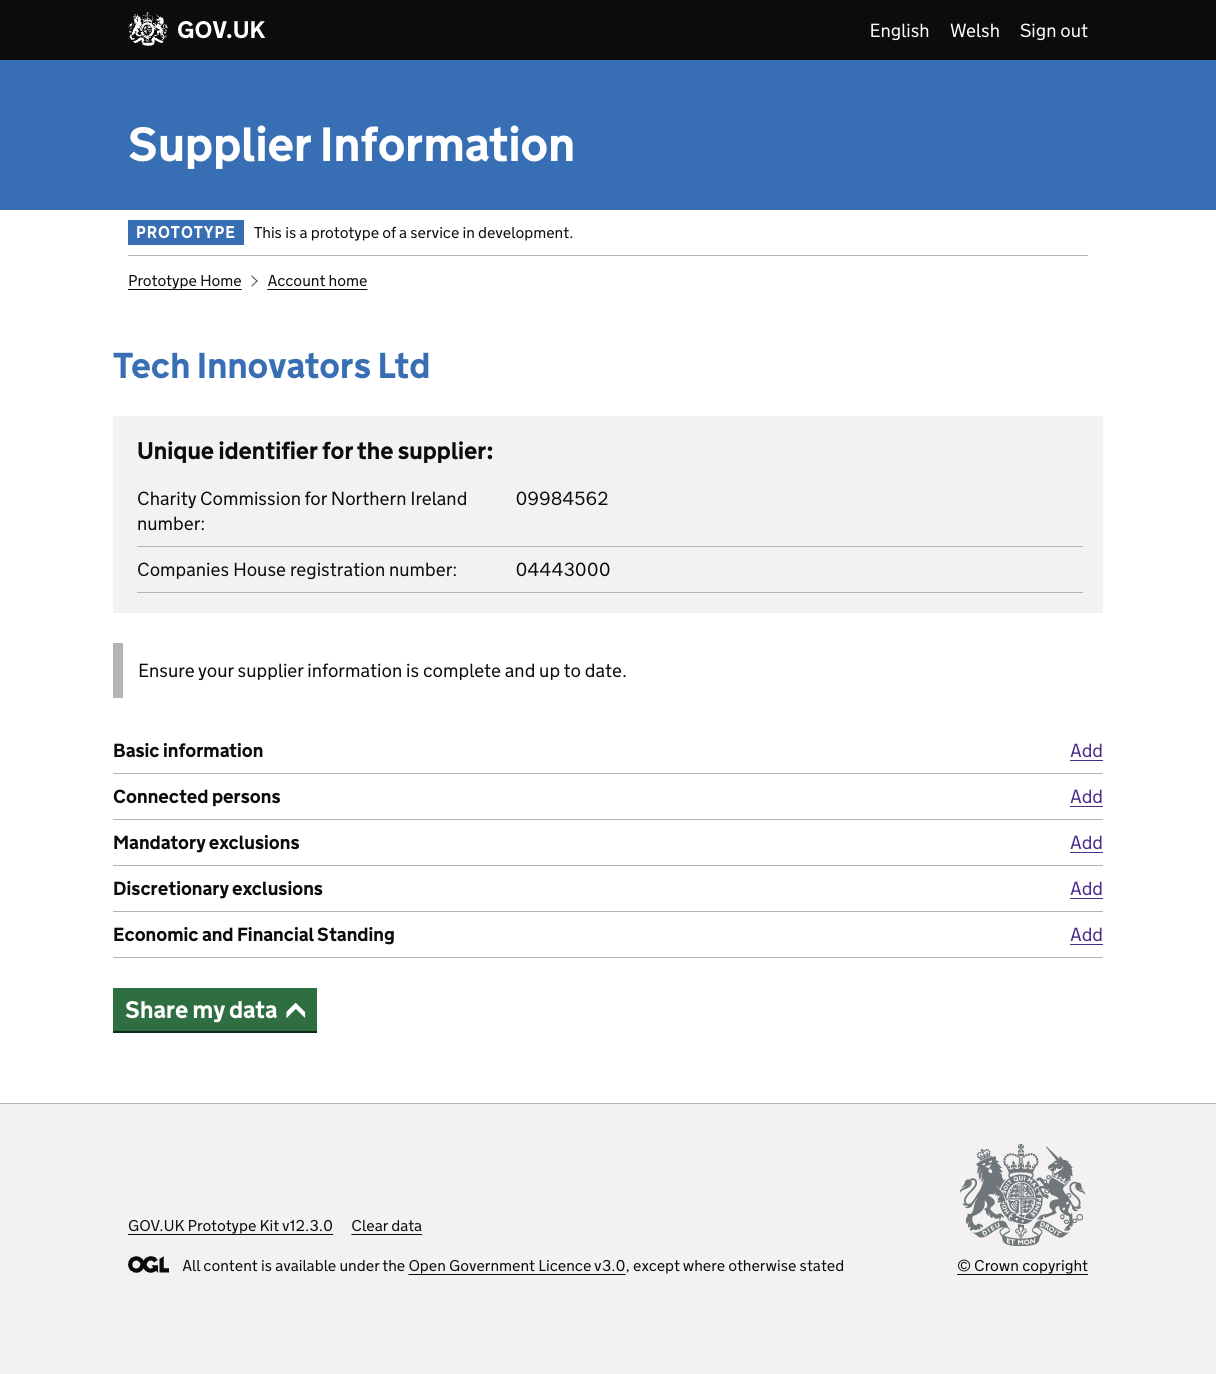 GOV.UK
English Welsh Sign out
Supplier Information
PROTOTYPE This is a prototype of a service in development.
Prototype Home Account home
Tech Innovators Ltd
Unique identifier for the supplier:
Charity Commission for Northern Ireland 09984562
number:
Companies House registration number: 04443000
Ensure your supplier information is complete and up to date.
Basic information Add
Connected persons Add
Mandatory exclusions Add
Discretionary exclusions Add
Economic and Financial Standing Add
Share my data
GOV.UK Prototype Kit v12.3.0 Clear data
OGL All content is available under the Open Government Licence v3.0, except where otherwise stated
© Crown copyright